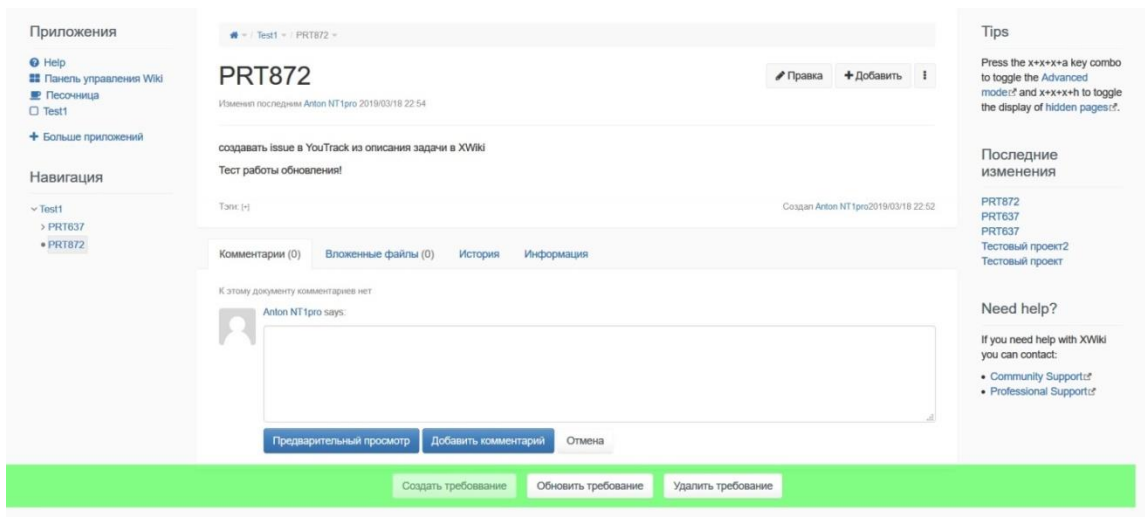 Приложения
Help
Панель управления Wiki
Песочница
Test1
Больше приложений
Навигация
Test1
PRT637
PRT872
Test1 / PRT872
PRT872
Правка
Добавить
Изменил последним Anton NT1pro 2019/03/18 22:54
создавать issue в YouTrack из описания задачи в XWiki
Тест работы обновления!
Тэги: [+]
Создал Anton NT1pro2019/03/18 22:52
Комментарии (0) Вложенные файлы (0) История Информация
К этому документу комментариев нет
Anton NT1pro says:
Предварительный просмотр Добавить комментарий Отмена
Tips
Press the x+x+x+a key combo
to toggle the Advanced
mode and x+x+x+h to toggle
the display of hidden pages.
Последние
изменения
PRT872
PRT637
PRT637
Тестовый проект2
Тестовый проект
Need help?
If you need help with XWiki
you can contact:
Community Support
Professional Support
Создать требоввание Обновить требование Удалить требование